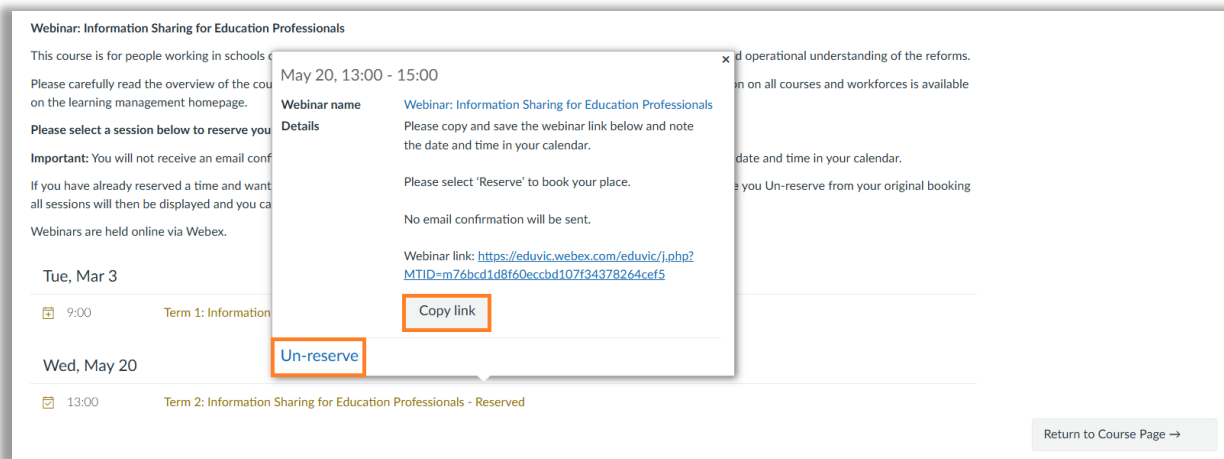 Webinar: Information Sharing for Education Professionals
This course is for people working in schools
d operational understanding of the reforms.
Please carefully read the overview of the cou
on on all courses and workforces is available
on the learning management homepage.
Please select a session below to reserve you
Important: You will not receive an email conf
date and time in your calendar.
If you have already reserved a time and want
e you Un-reserve from your original booking
all sessions will then be displayed and you ca
Webinars are held online via Webex.
×
May 20, 13:00 - 15:00
Webinar name Webinar: Information Sharing for Education Professionals
Details Please copy and save the webinar link below and note
the date and time in your calendar.
Please select ‘Reserve’ to book your place.
No email confirmation will be sent.
Webinar link: https://eduvic.webex.com/eduvic/j.php?
MTID=m76bcd1d8f60eccbd107f34378264cef5
Copy link
Un-reserve
Tue, Mar 3
9:00 Term 1: Information
Wed, May 20
13:00 Term 2: Information Sharing for Education Professionals - Reserved
Return to Course Page →